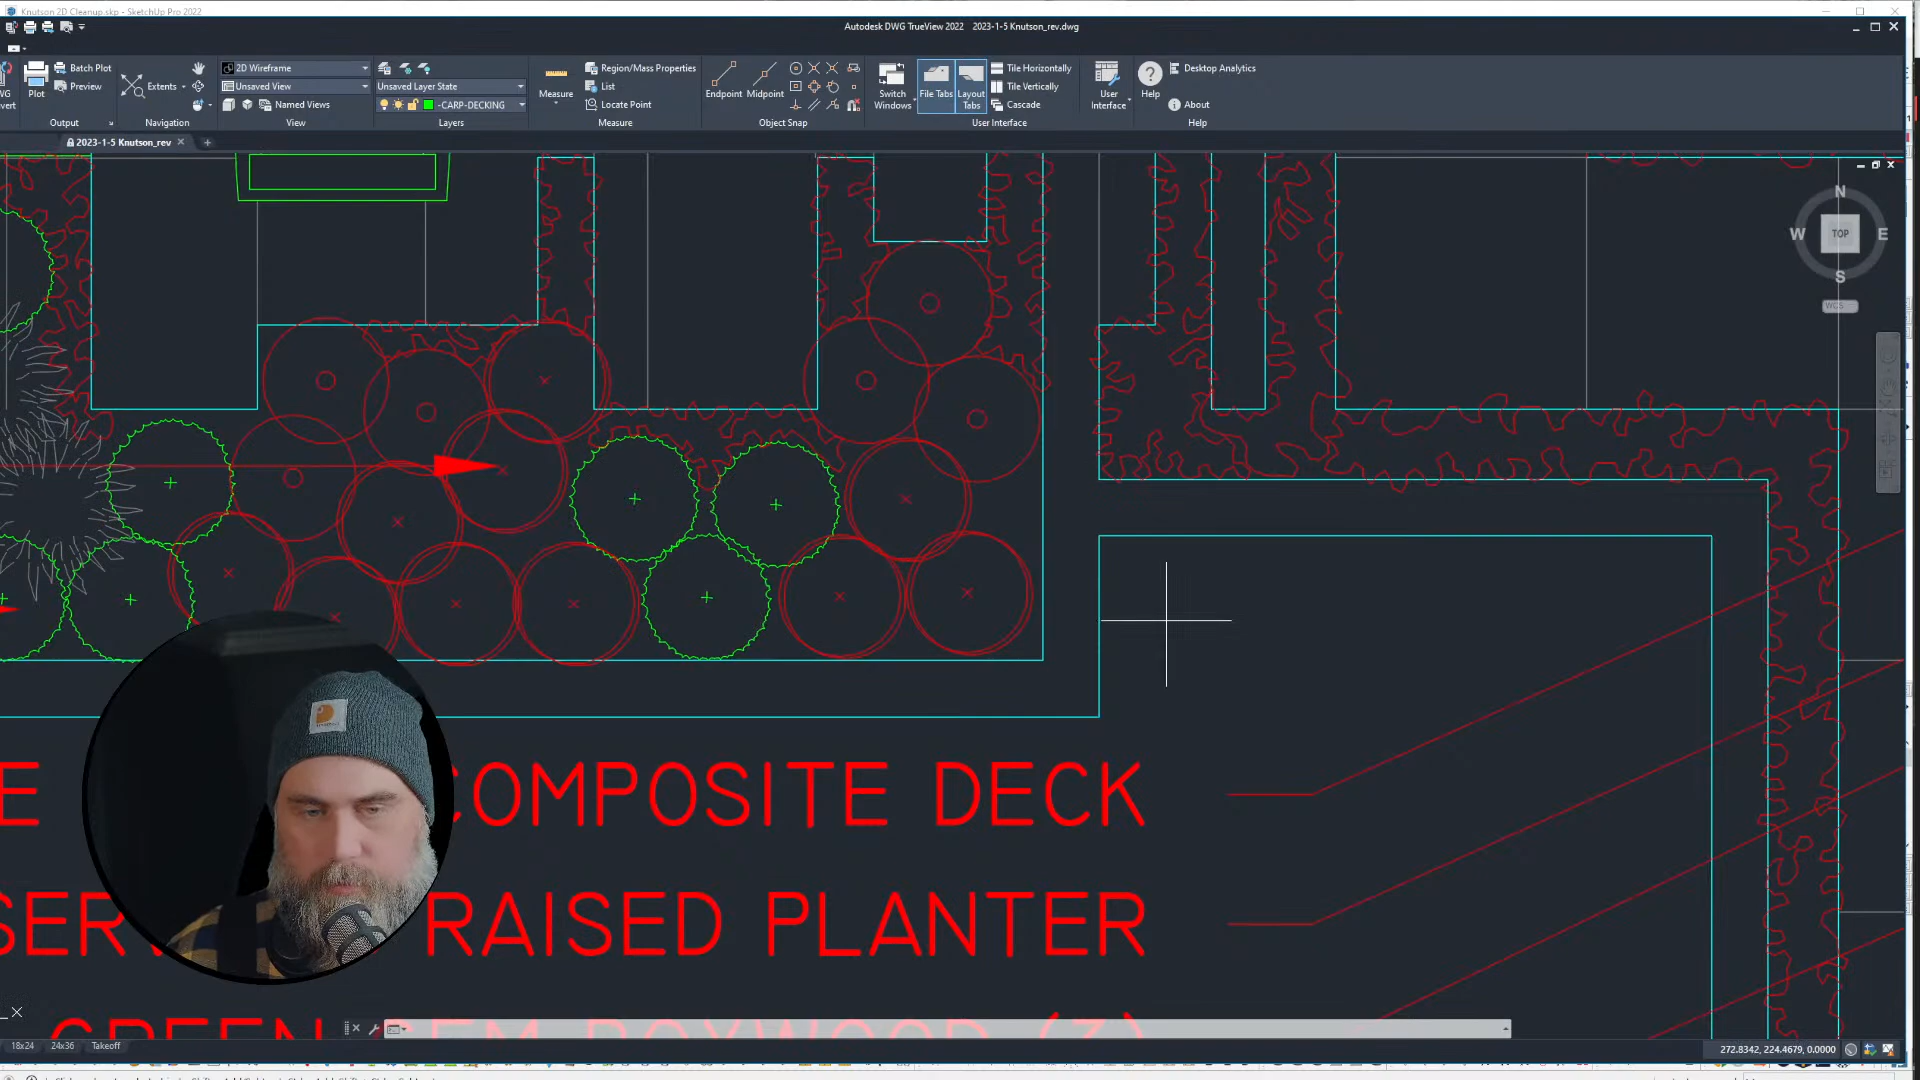 Knutson 2D Cleanup.skp - SketchUp Pro 2022
Autodesk DWG TrueView 2022 2023-1-5 Knutson_rev.dwg
Batch Plot
Preview
Plot
Output
Extents
Navigation
2D Wireframe
Unsaved View
Named Views
View
Unsaved Layer State
-CARP-DECKING
Layers
Measure
Region/Mass Properties
List
Locate Point
Measure
Endpoint
Midpoint
Object Snap
Switch Windows
File Tabs
Layout Tabs
Tile Horizontally
Tile Vertically
Cascade
User Interface
User Interface
Help
Desktop Analytics
About
Help
2023-1-5 Knutson_rev
N
W TOP E
S
WCS
COMPOSITE DECK
RAISED PLANTER
BOXWOOD (3)
18x24 24x36 Takeoff
272.8342, 224.4679, 0.0000